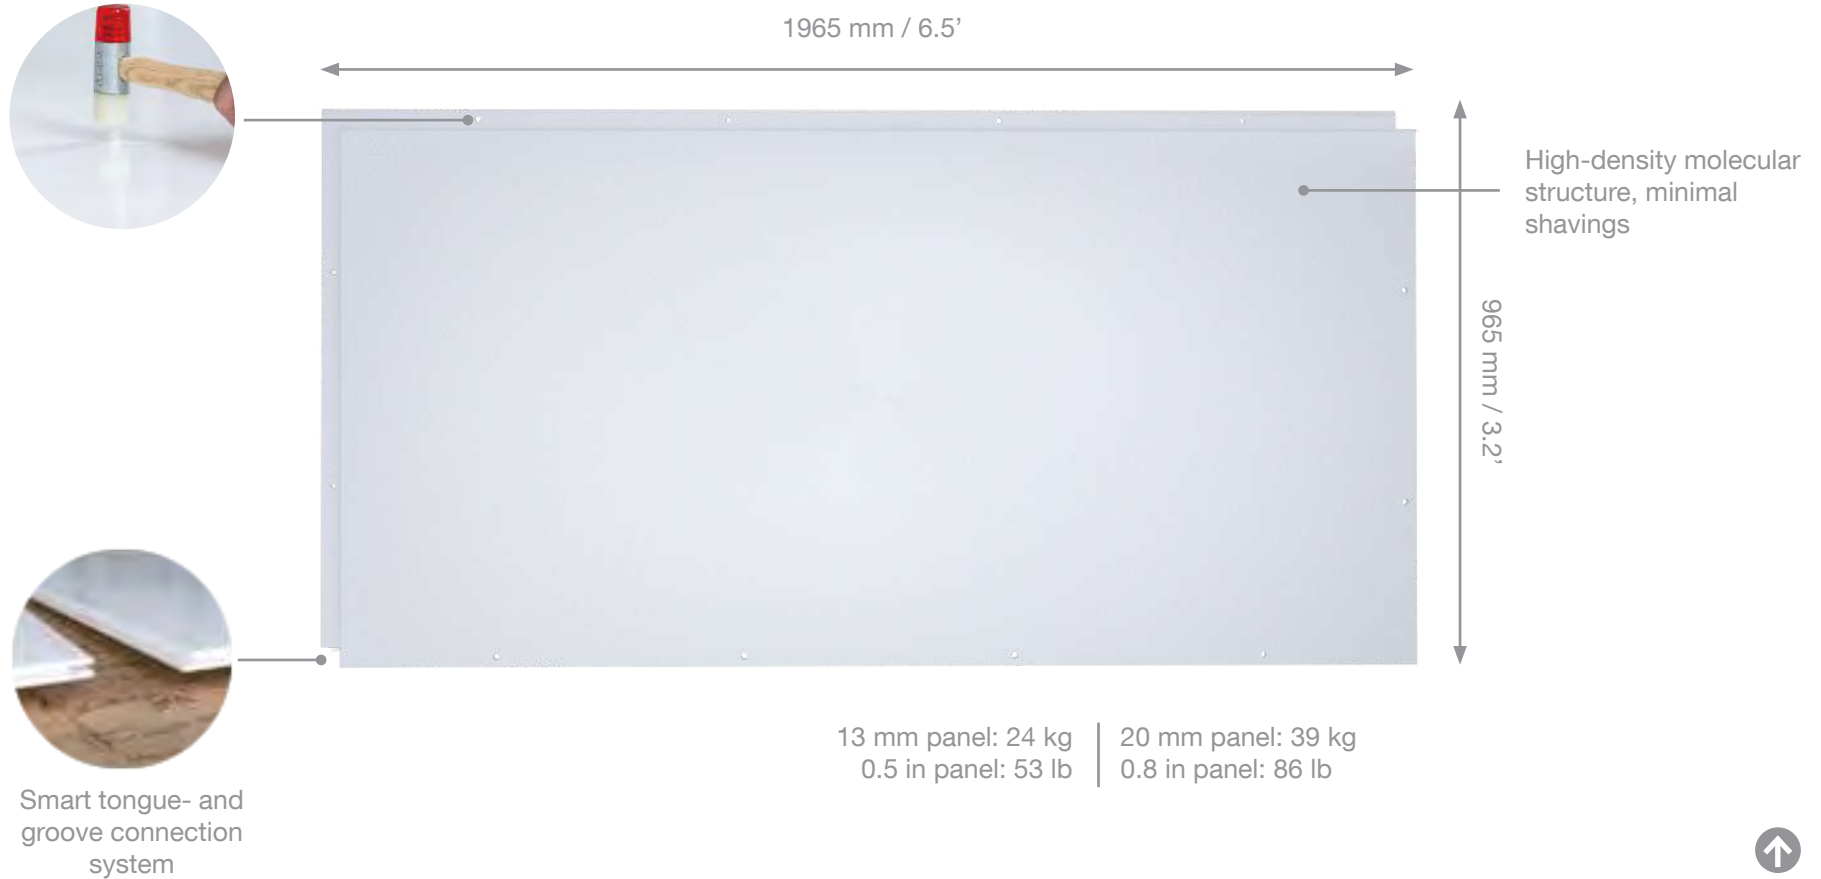 1965 mm / 6.5’
High-density molecular
structure, minimal
shavings
965 mm / 3.2’
13 mm panel: 24 kg
0.5 in panel: 53 lb
20 mm panel: 39 kg
0.8 in panel: 86 lb
Smart tongue- and
groove connection
system